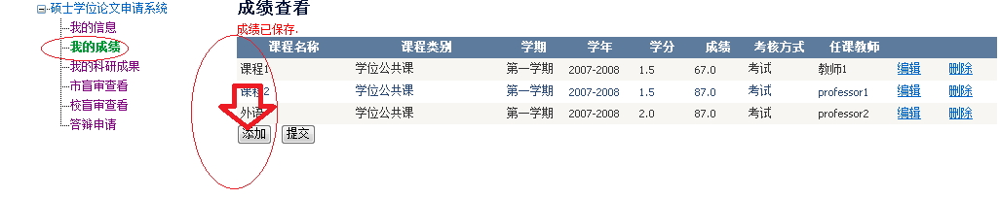 硕士学位论文申请系统
我的信息
我的成绩
我的科研成果
市盲审查看
校盲审查看
答辩申请
成绩查看
成绩已保存.
课程名称 课程类别 学期 学年 学分 成绩 考核方式 任课教师
课程1 学位公共课 第一学期 2007-2008 1.5 67.0 考试 教师1 编辑 删除
课程2 学位公共课 第一学期 2007-2008 1.5 87.0 考试 professor1 编辑 删除
外语 学位公共课 第一学期 2007-2008 2.0 87.0 考试 professor2 编辑 删除
添加 提交